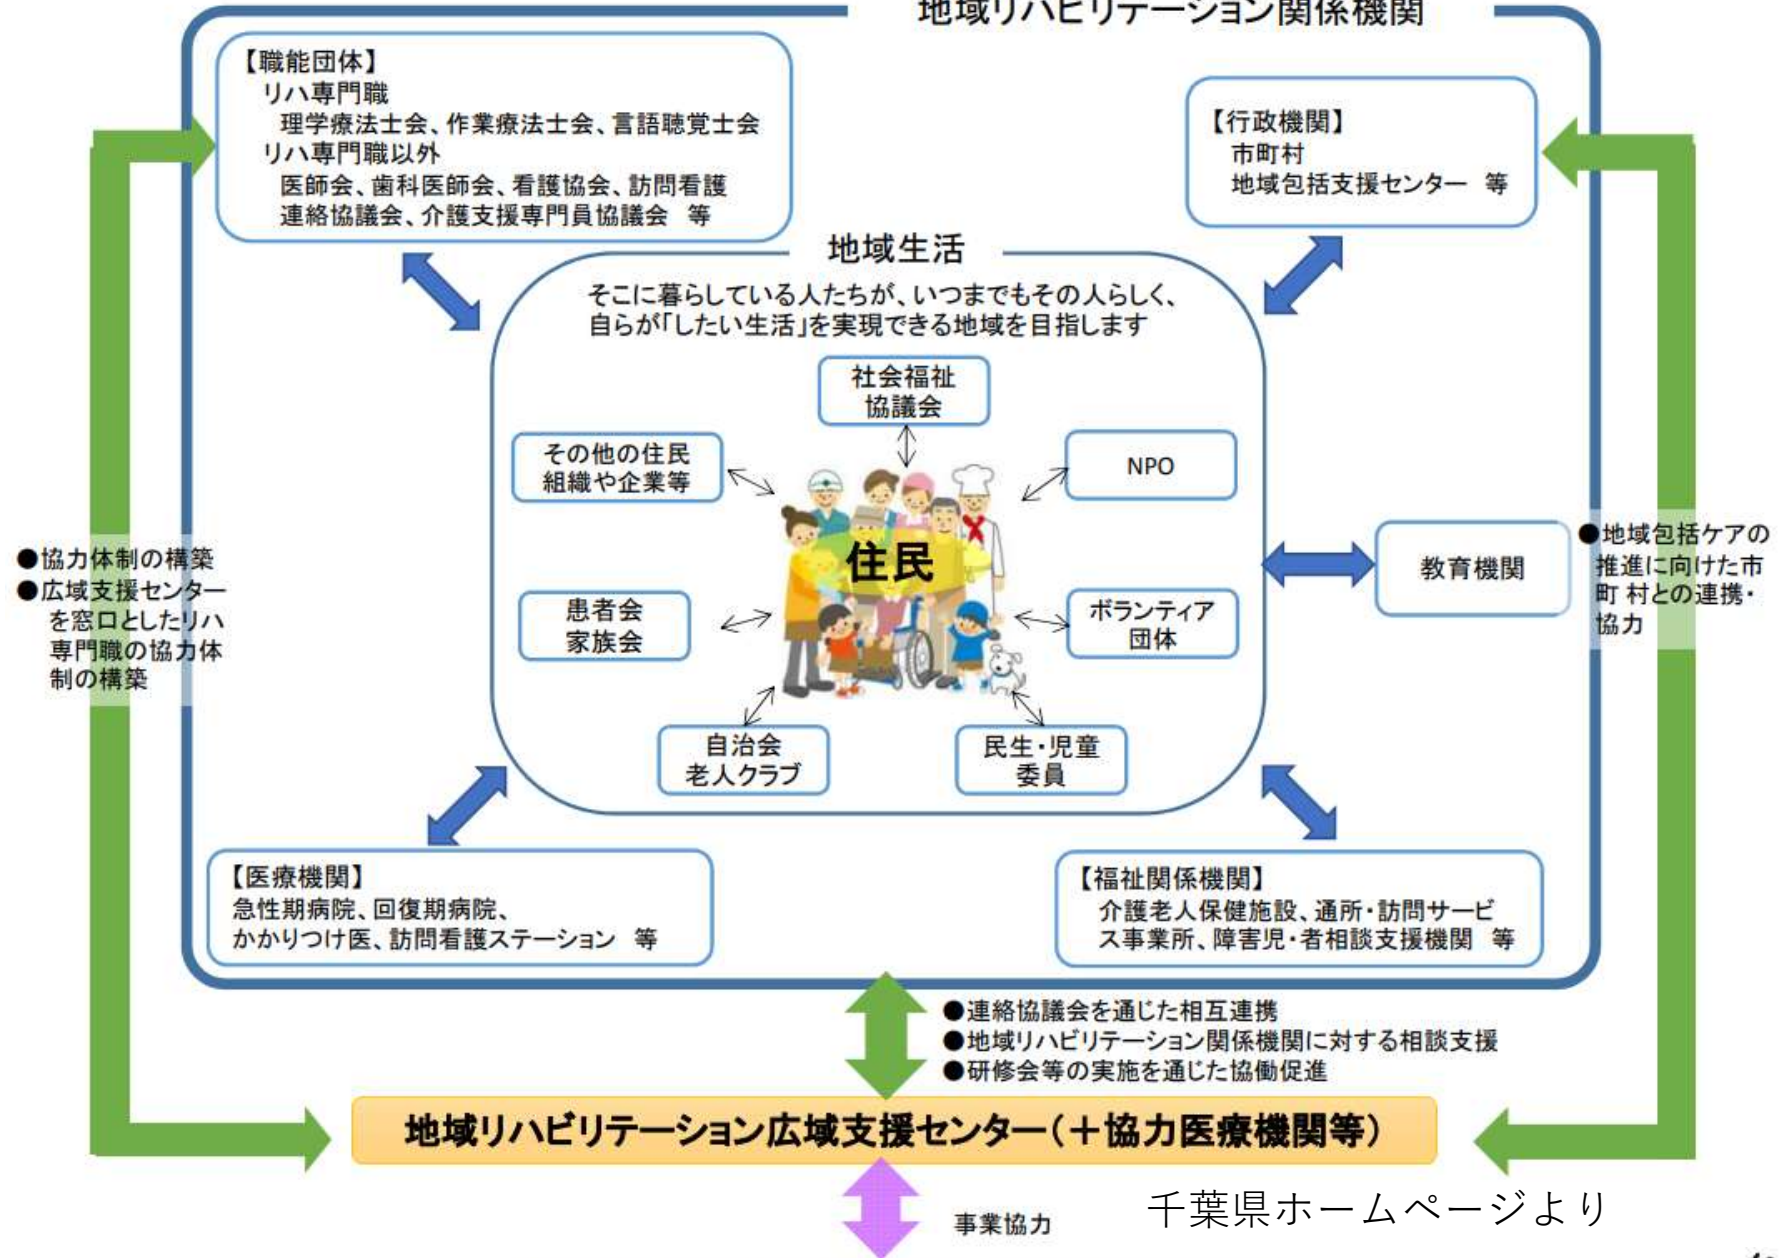 地域リハビリテーション関係機関
【職能団体】
リハ専門職
理学療法士会、作業療法士会、言語聴覚士会
リハ専門職以外
医師会、歯科医師会、看護協会、訪問看護
連絡協議会、介護支援専門員協議会 等
【行政機関】
市町村
地域包括支援センター 等
地域生活
そこに暮らしている人たちが、いつまでもその人らしく、
自らが「したい生活」を実現できる地域を目指します
社会福祉
協議会
その他の住民
組織や企業等
NPO
住民
患者会
家族会
ボランティア
団体
自治会
老人クラブ
民生・児童
委員
教育機関
●協力体制の構築
●広域支援センター
を窓口としたリハ
専門職の協力体
制の構築
●地域包括ケアの
推進に向けた市
町 村との連携・
協力
【医療機関】
急性期病院、回復期病院、
かかりつけ医、訪問看護ステーション 等
【福祉関係機関】
介護老人保健施設、通所・訪問サービ
ス事業所、障害児・者相談支援機関 等
●連絡協議会を通じた相互連携
●地域リハビリテーション関係機関に対する相談支援
●研修会等の実施を通じた協働促進
地域リハビリテーション広域支援センター(+協力医療機関等)
千葉県ホームページより
事業協力